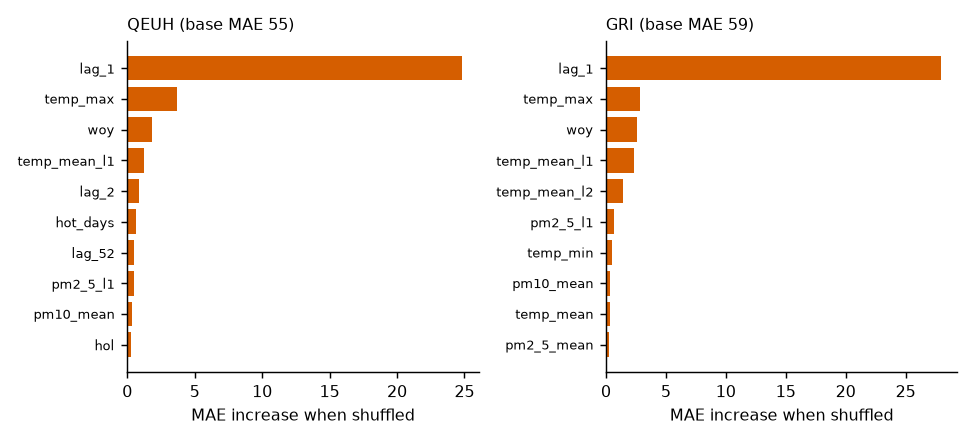 QEUH (base MAE 55)
lag_1
temp_max
woy
temp_mean_l1
lag_2
hot_days
lag_52
pm2_5_l1
pm10_mean
hol
0 5 10 15 20 25
MAE increase when shuffled
GRI (base MAE 59)
lag_1
temp_max
woy
temp_mean_l1
temp_mean_l2
pm2_5_l1
temp_min
pm10_mean
temp_mean
pm2_5_mean
0 5 10 15 20 25
MAE increase when shuffled